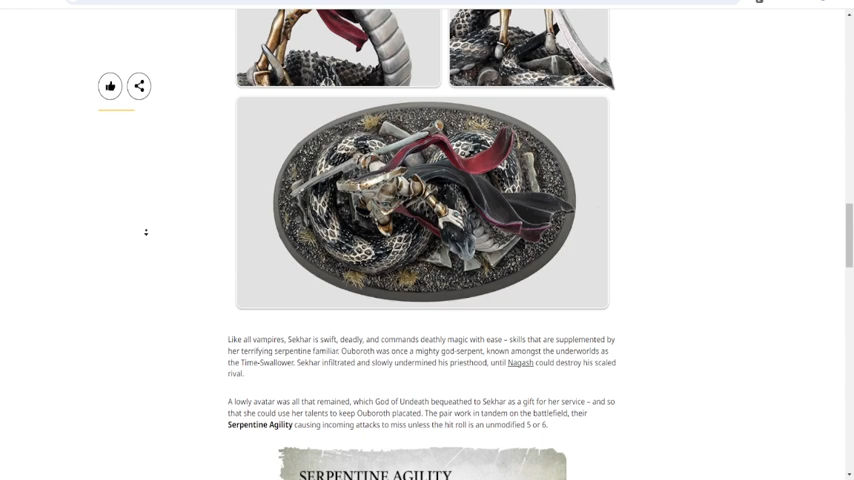 Like all vampires, Sekhar is swift, deadly, and commands deathly magic with ease – skills that are supplemented by
her terrifying serpentine familiar. Ouboroth was once a mighty god-serpent, known amongst the underworlds as
the Time-Swallower. Sekhar infiltrated and slowly undermined his priesthood, until Nagash could destroy his scaled
rival.
A lowly avatar was all that remained, which God of Undeath bequeathed to Sekhar as a gift for her service – and so
that she could use her talents to keep Ouboroth placated. The pair work in tandem on the battlefield, their
Serpentine Agility causing incoming attacks to miss unless the hit roll is an unmodified 5 or 6.
SERPENTINE AGILITY